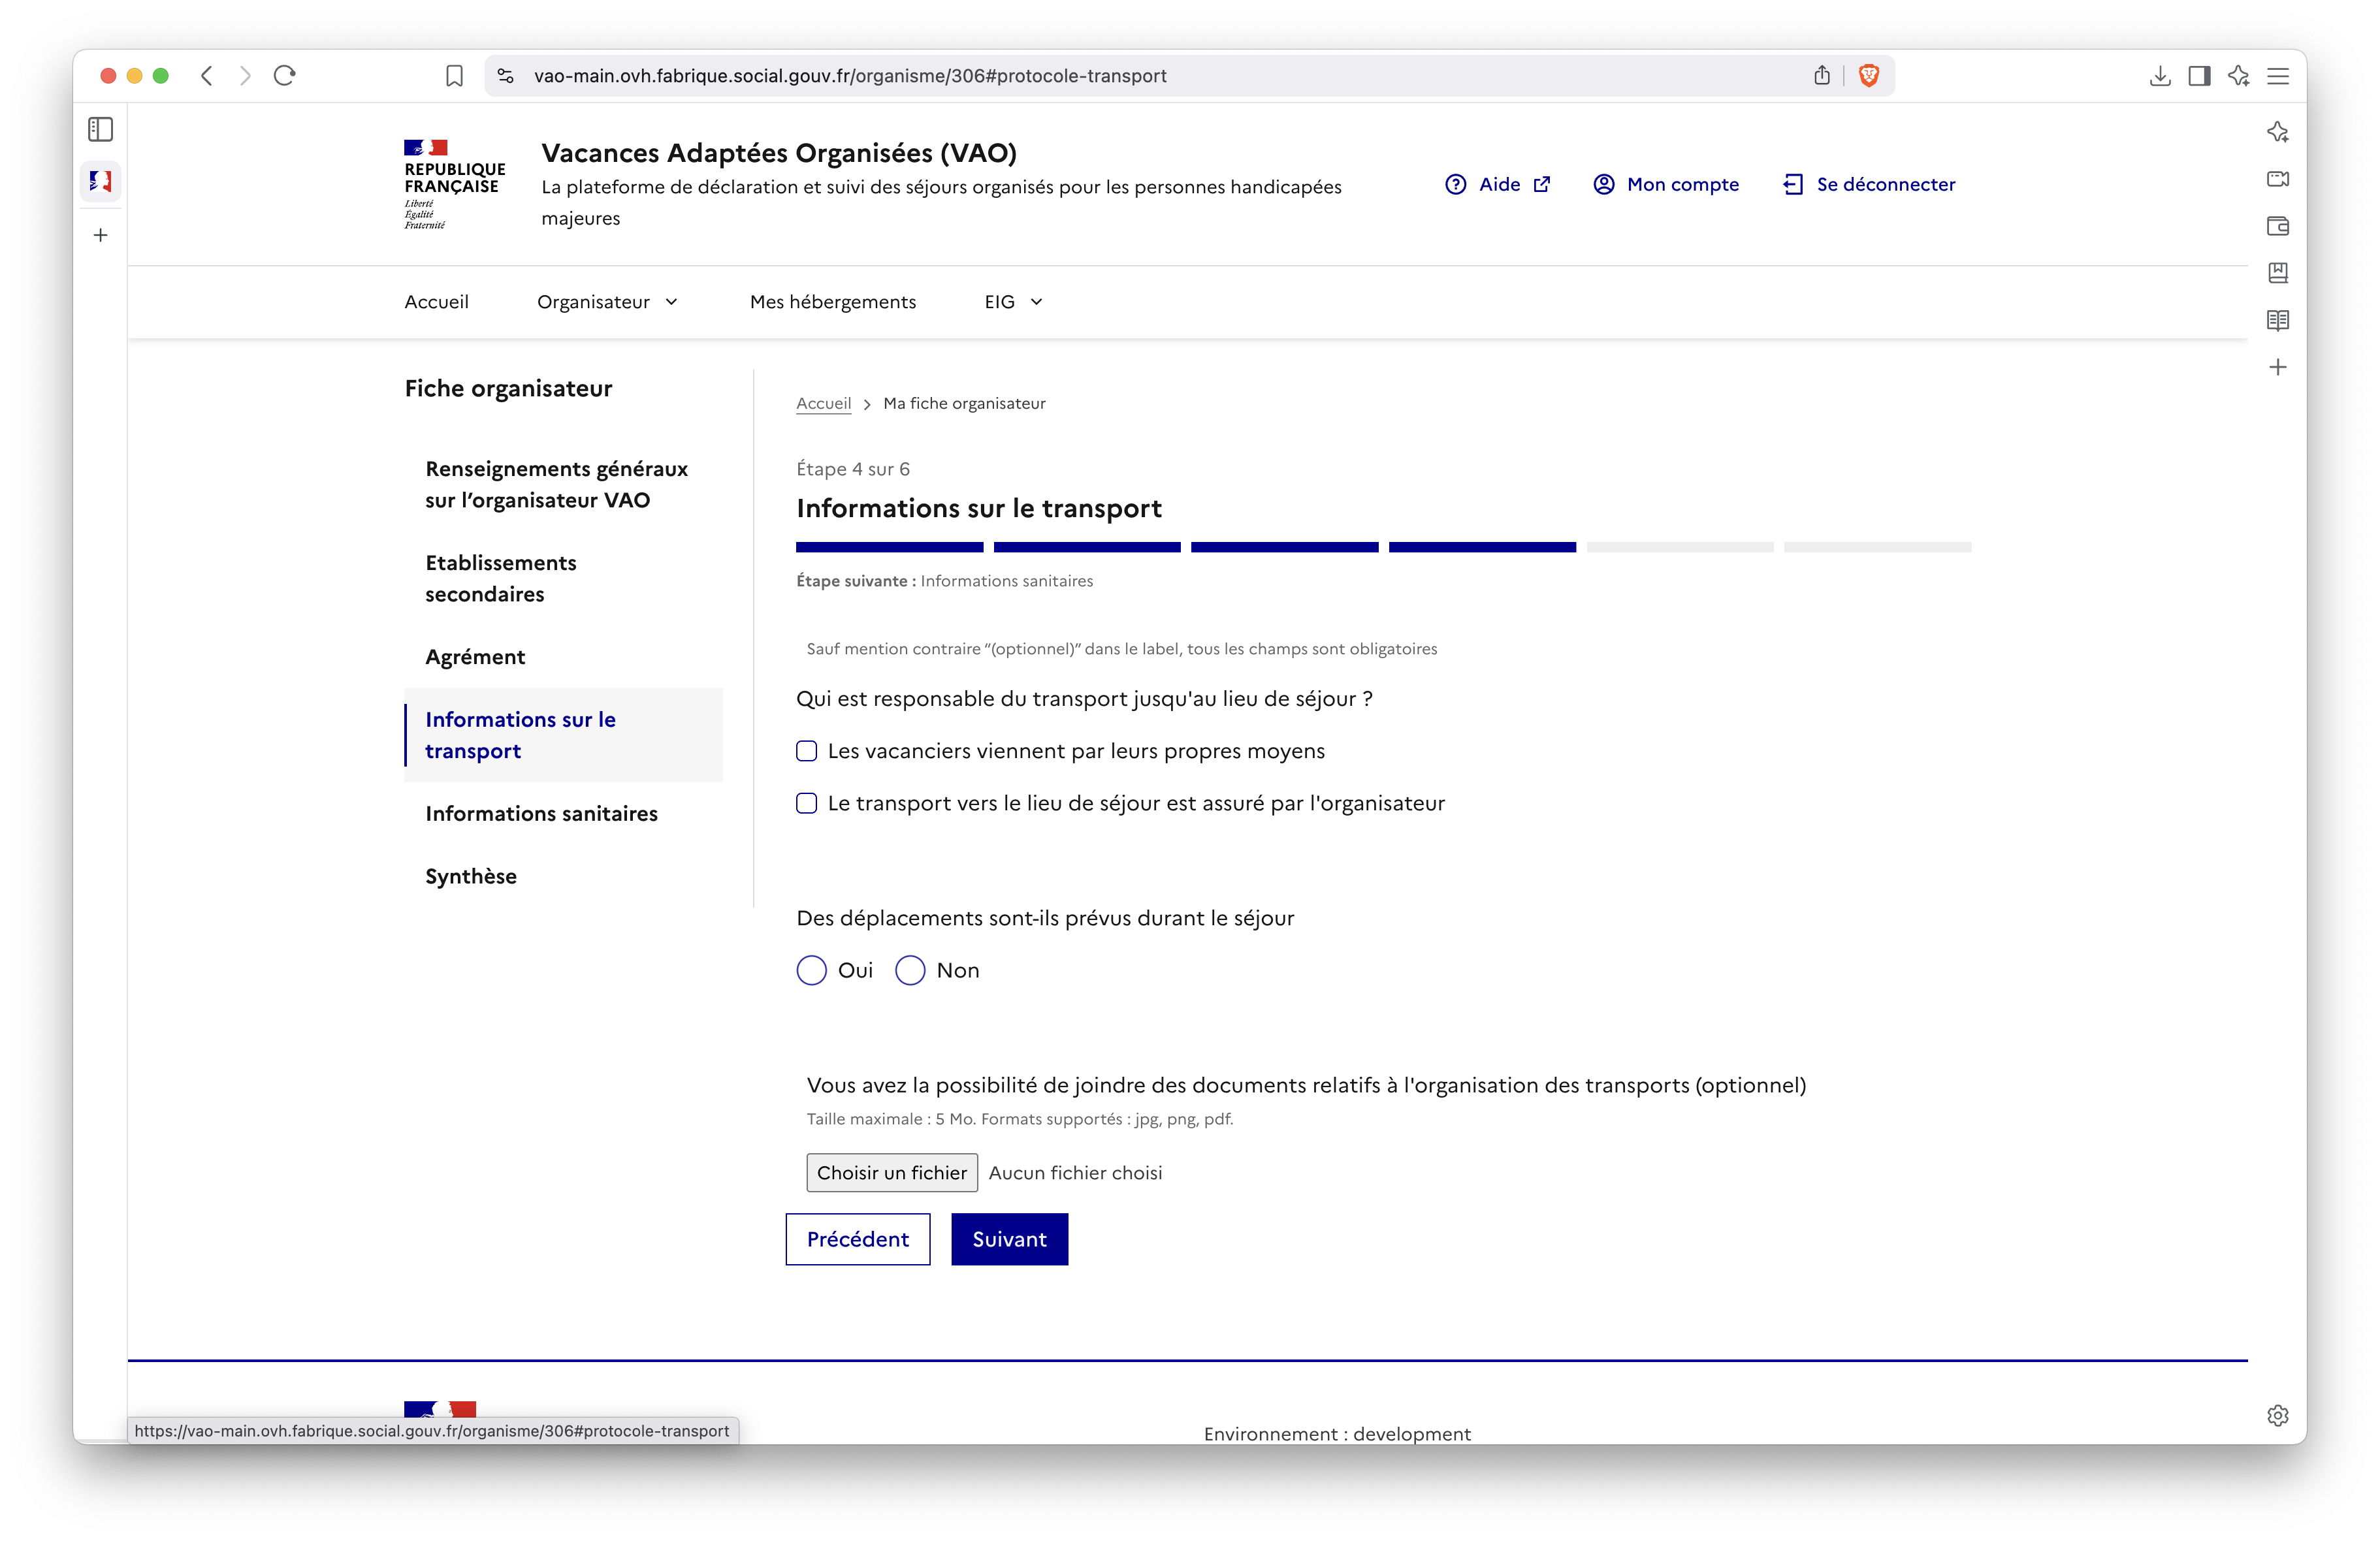 vao-main.ovh.fabrique.social.gouv.fr/organisme/306#protocole-transport
REPUBLIQUE
FRANÇAISE
Liberté
Égalité
Fraternité
Vacances Adaptées Organisées (VAO)
La plateforme de déclaration et suivi des séjours organisés pour les personnes handicapées
majeures
Aide
Mon compte
Se déconnecter
Accueil
Organisateur
Mes hébergements
EIG
Fiche organisateur
Renseignements généraux
sur l’organisateur VAO
Etablissements
secondaires
Agrément
Informations sur le
transport
Informations sanitaires
Synthèse
Accueil > Ma fiche organisateur
Étape 4 sur 6
Informations sur le transport
Étape suivante : Informations sanitaires
Sauf mention contraire “(optionnel)” dans le label, tous les champs sont obligatoires
Qui est responsable du transport jusqu'au lieu de séjour ?
Les vacanciers viennent par leurs propres moyens
Le transport vers le lieu de séjour est assuré par l'organisateur
Des déplacements sont-ils prévus durant le séjour
Oui
Non
Vous avez la possibilité de joindre des documents relatifs à l'organisation des transports (optionnel)
Taille maximale : 5 Mo. Formats supportés : jpg, png, pdf.
Choisir un fichier
Aucun fichier choisi
Précédent
Suivant
https://vao-main.ovh.fabrique.social.gouv.fr/organisme/306#protocole-transport
Environnement : development